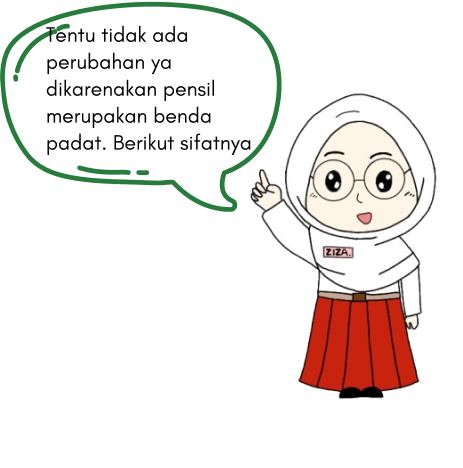 Tentu tidak ada
perubahan ya
dikarenakan pensil
merupakan benda
padat. Berikut sifatnya
ZIZA.